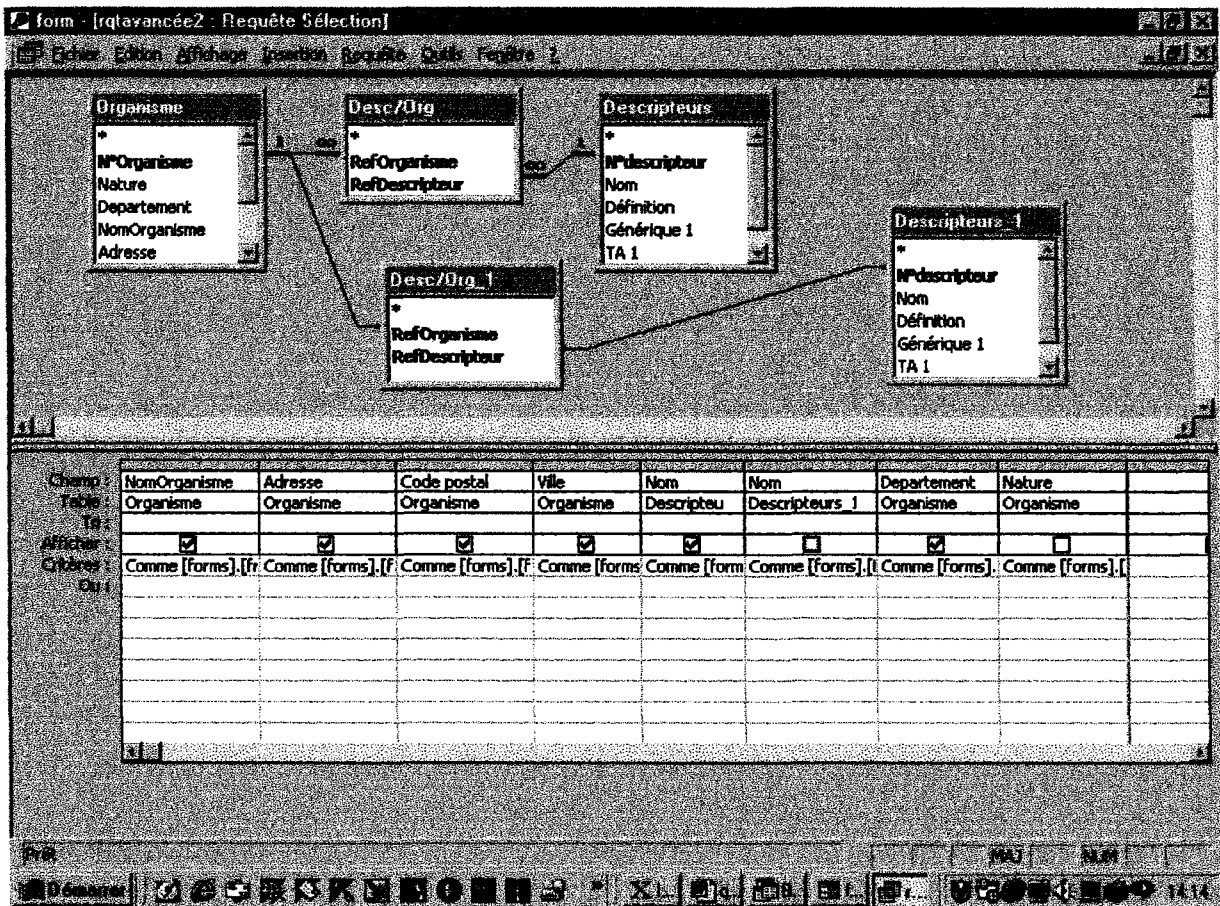 form - [rqtavancée2 : Requête Sélection]
Fichier Edition Affichage Insertion Requête Outils Fenêtre ?
Organisme
*
N°Organisme
Nature
Departement
NomOrganisme
Adresse
1 ∞
Desc/Org
*
RefOrganisme
RefDescripteur
∞ 1
Descripteurs
*
N°descripteur
Nom
Définition
Générique 1
TA 1
Desc/Org_1
*
RefOrganisme
RefDescripteur
Descripteurs_1
*
N°descripteur
Nom
Définition
Générique 1
TA 1
Champ : NomOrganisme Adresse Code postal Ville Nom Nom Departement Nature
Table : Organisme Organisme Organisme Organisme Descripteu Descripteurs_1 Organisme Organisme
Afficher :
Critères : Comme [forms].[fr Comme [forms].[f Comme [forms].[f Comme [forms Comme [form Comme [forms].[ Comme [forms]. Comme [forms].[
Ou :
Prêt MAJ NUM
Démarrer 14:14